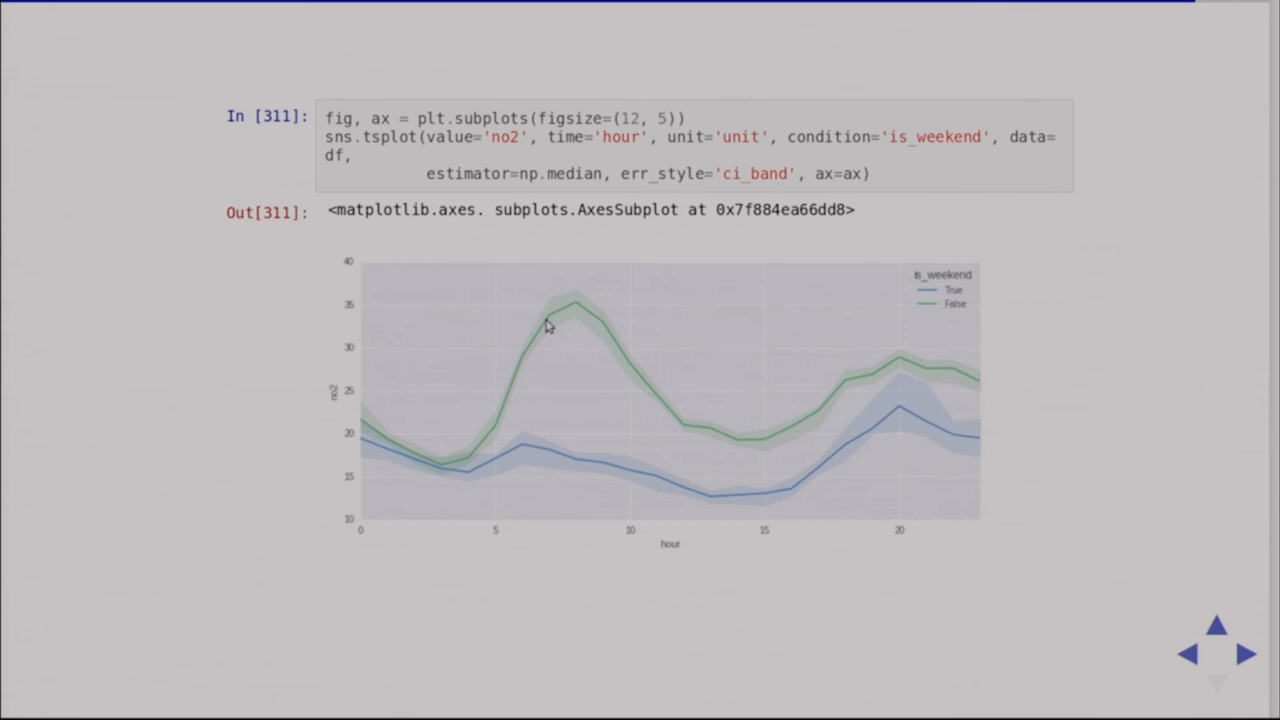 In [311]:
fig, ax = plt.subplots(figsize=(12, 5))
sns.tsplot(value='no2', time='hour', unit='unit', condition='is_weekend', data=
df,
estimator=np.median, err_style='ci_band', ax=ax)
Out[311]:
<matplotlib.axes. subplots.AxesSubplot at 0x7f884ea66dd8>
is_weekend
True
False
40
35
30
25
20
15
10
no2
0 5 10 15 20
hour